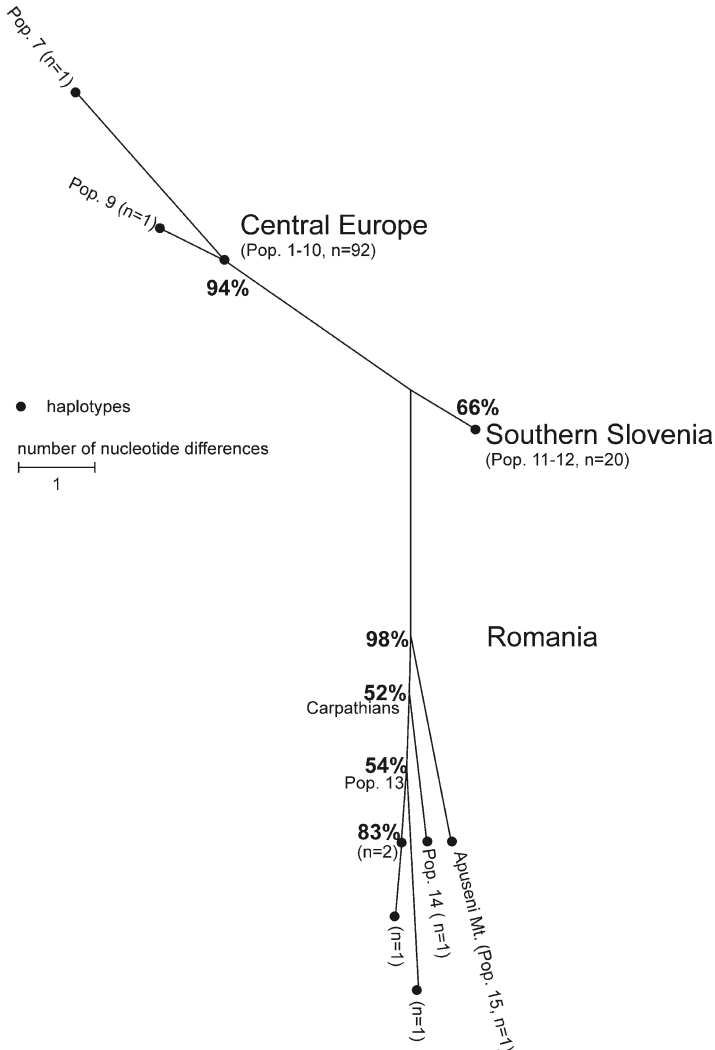 Pop. 7 (n=1)
Pop. 9 (n=1)
Central Europe
(Pop. 1-10, n=92)
94%
haplotypes
66%
Southern Slovenia
(Pop. 11-12, n=20)
number of nucleotide differences
1
98%
Romania
52%
Carpathians
54%
Pop. 13
83%
(n=2)
Pop. 14 ( n=1)
Apuseni Mt. (Pop. 15, n=1)
(n=1)
(n=1)